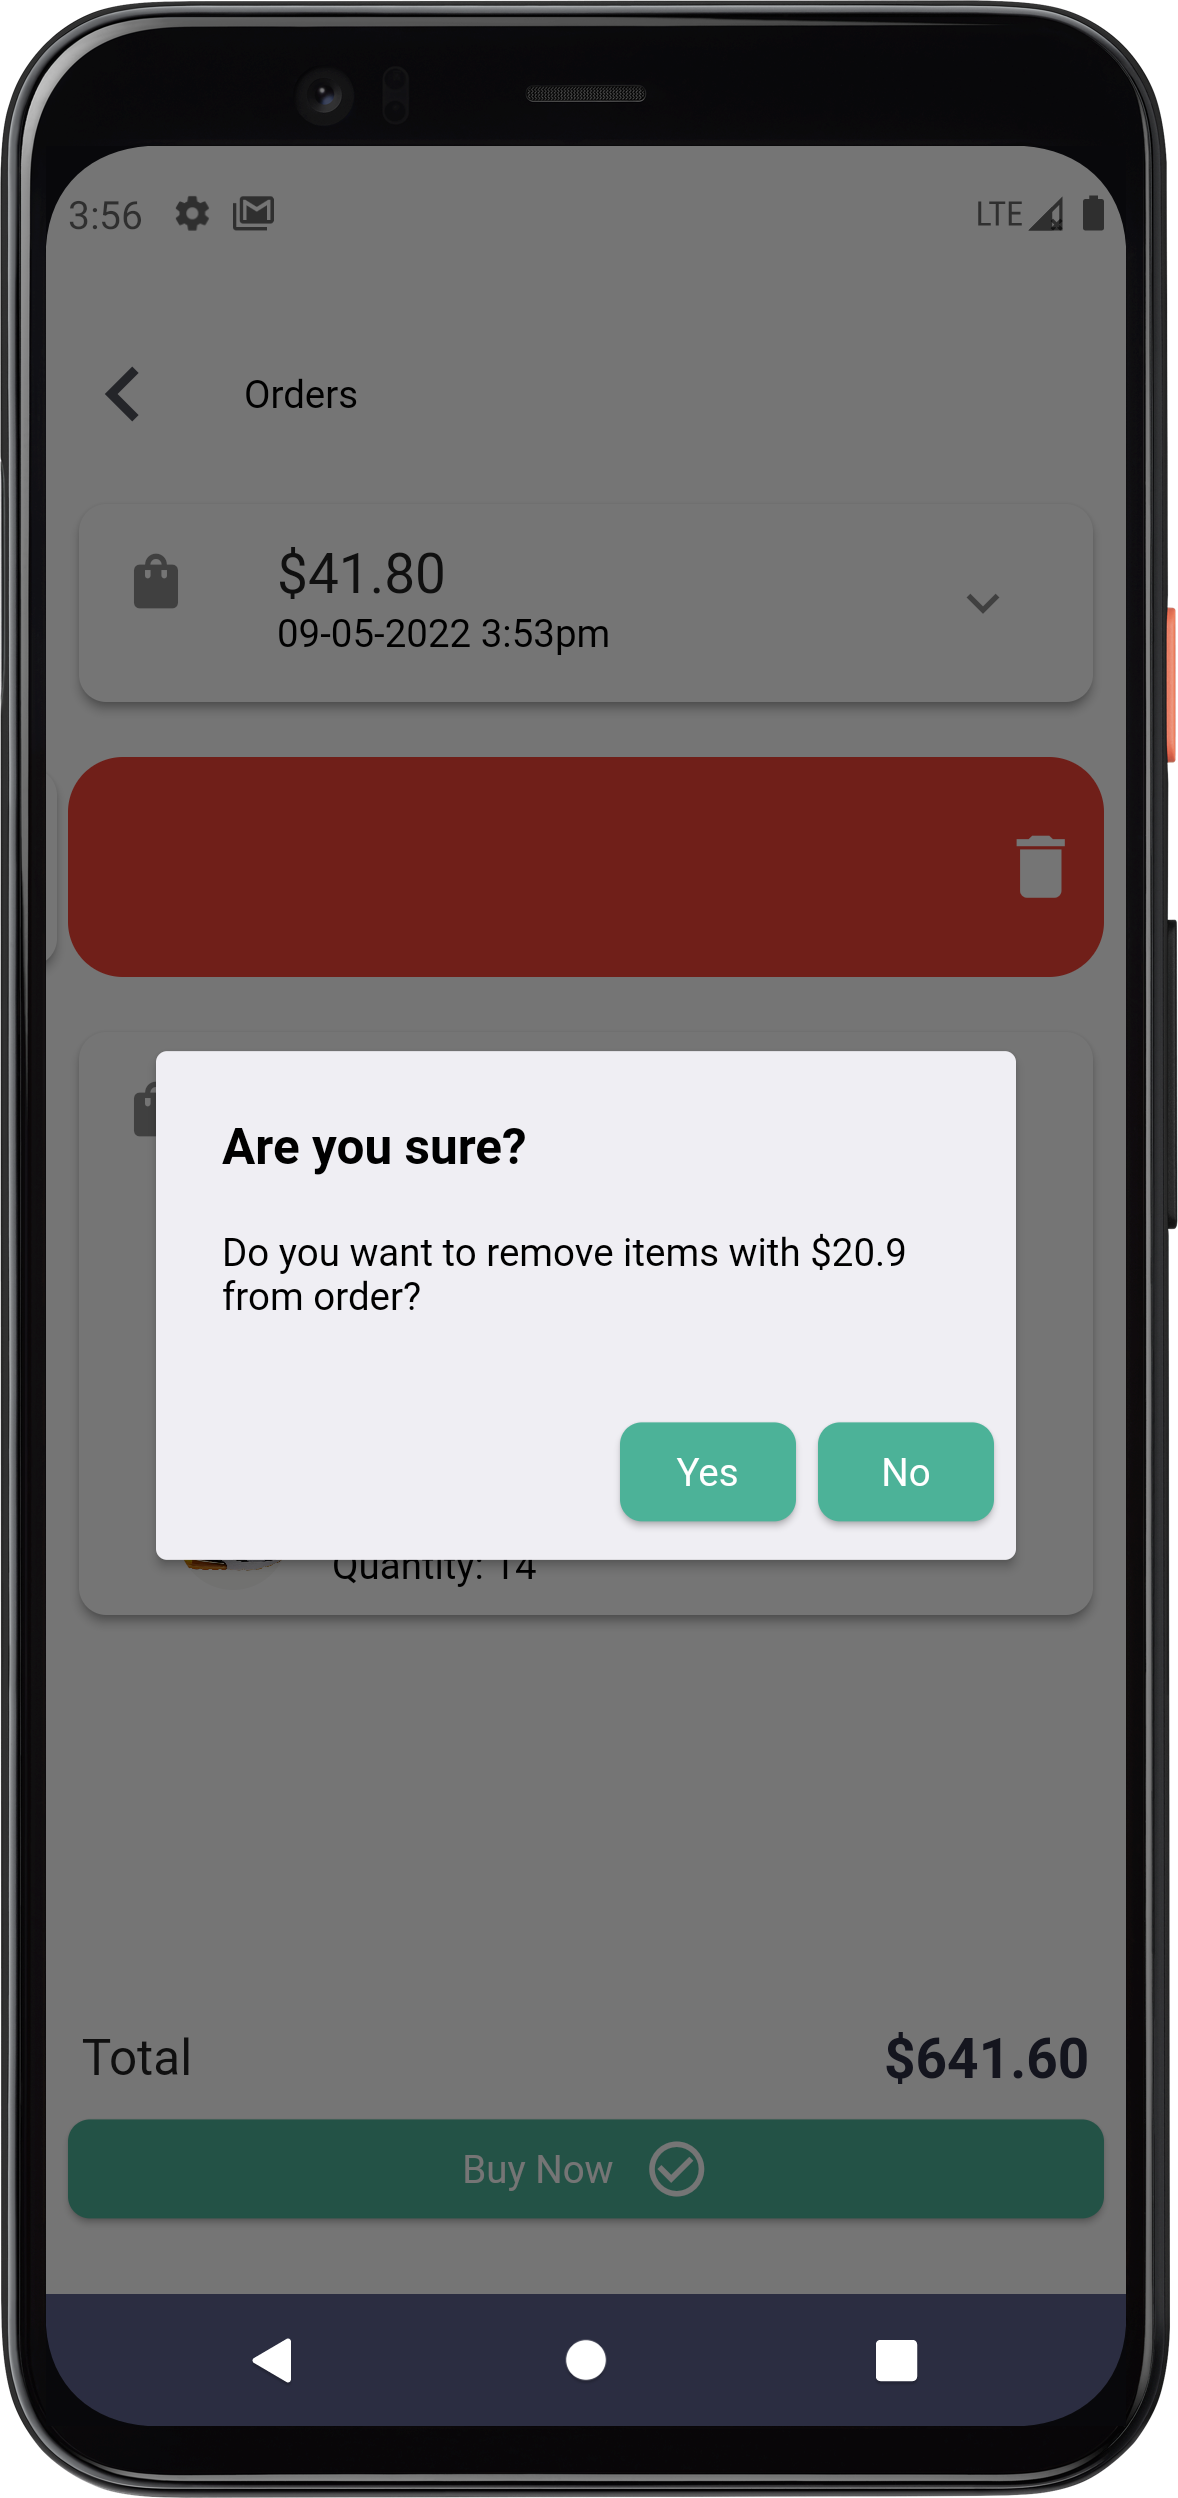 3:56
LTE
Orders
$41.80
09-05-2022 3:53pm
Are you sure?
Do you want to remove items with $20.9
from order?
Yes
No
Quantity: 14
Total
$641.60
Buy Now